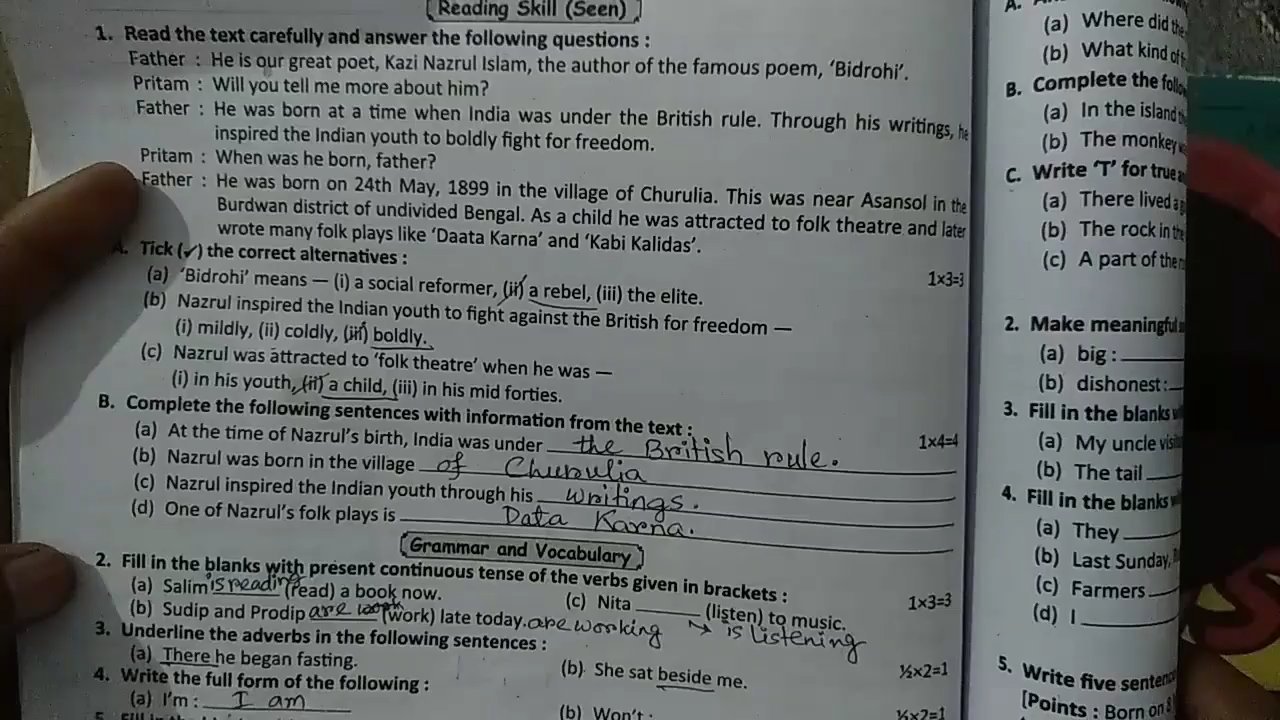 Reading Skill (Seen)
1. Read the text carefully and answer the following questions :
Father : He is our great poet, Kazi Nazrul Islam, the author of the famous poem, ‘Bidrohi’.
Pritam : Will you tell me more about him?
Father : He was born at a time when India was under the British rule. Through his writings, he
inspired the Indian youth to boldly fight for freedom.
Pritam : When was he born, father?
Father : He was born on 24th May, 1899 in the village of Churulia. This was near Asansol in the
Burdwan district of undivided Bengal. As a child he was attracted to folk theatre and later
wrote many folk plays like ‘Daata Karna’ and ‘Kabi Kalidas’.
A. Tick (✓) the correct alternatives : 1×3=3
(a) ‘Bidrohi’ means — (i) a social reformer, (ii) a rebel, (iii) the elite.
(b) Nazrul inspired the Indian youth to fight against the British for freedom —
(i) mildly, (ii) coldly, (iii) boldly.
(c) Nazrul was attracted to ‘folk theatre’ when he was —
(i) in his youth, (ii) a child, (iii) in his mid forties.
B. Complete the following sentences with information from the text : 1×4=4
(a) At the time of Nazrul’s birth, India was under the British rule.
(b) Nazrul was born in the village of Churulia
(c) Nazrul inspired the Indian youth through his writings.
(d) One of Nazrul’s folk plays is Data Karna.
Grammar and Vocabulary
2. Fill in the blanks with present continuous tense of the verbs given in brackets : 1×3=3
(a) Salim is reading (read) a book now.
(c) Nita ______ (listen) to music.
→ is listening
(b) Sudip and Prodip are work (work) late today. are working
3. Underline the adverbs in the following sentences : ½×2=1
(a) There he began fasting.
(b) She sat beside me.
4. Write the full form of the following : ½×2=1
(a) I’m : I am
(b) Won’t :
A.
(a) Where did the
(b) What kind of
B. Complete the
(a) In the island
(b) The monkey
C. Write ‘T’ for true
(a) There lived a
(b) The rock in the
(c) A part of the
2. Make meaningful
(a) big :
(b) dishonest :
3. Fill in the blanks
(a) My uncle
(b) The tail
4. Fill in the blanks
(a) They
(b) Last Sunday,
(c) Farmers
(d) I
5. Write five
[Points : Born on